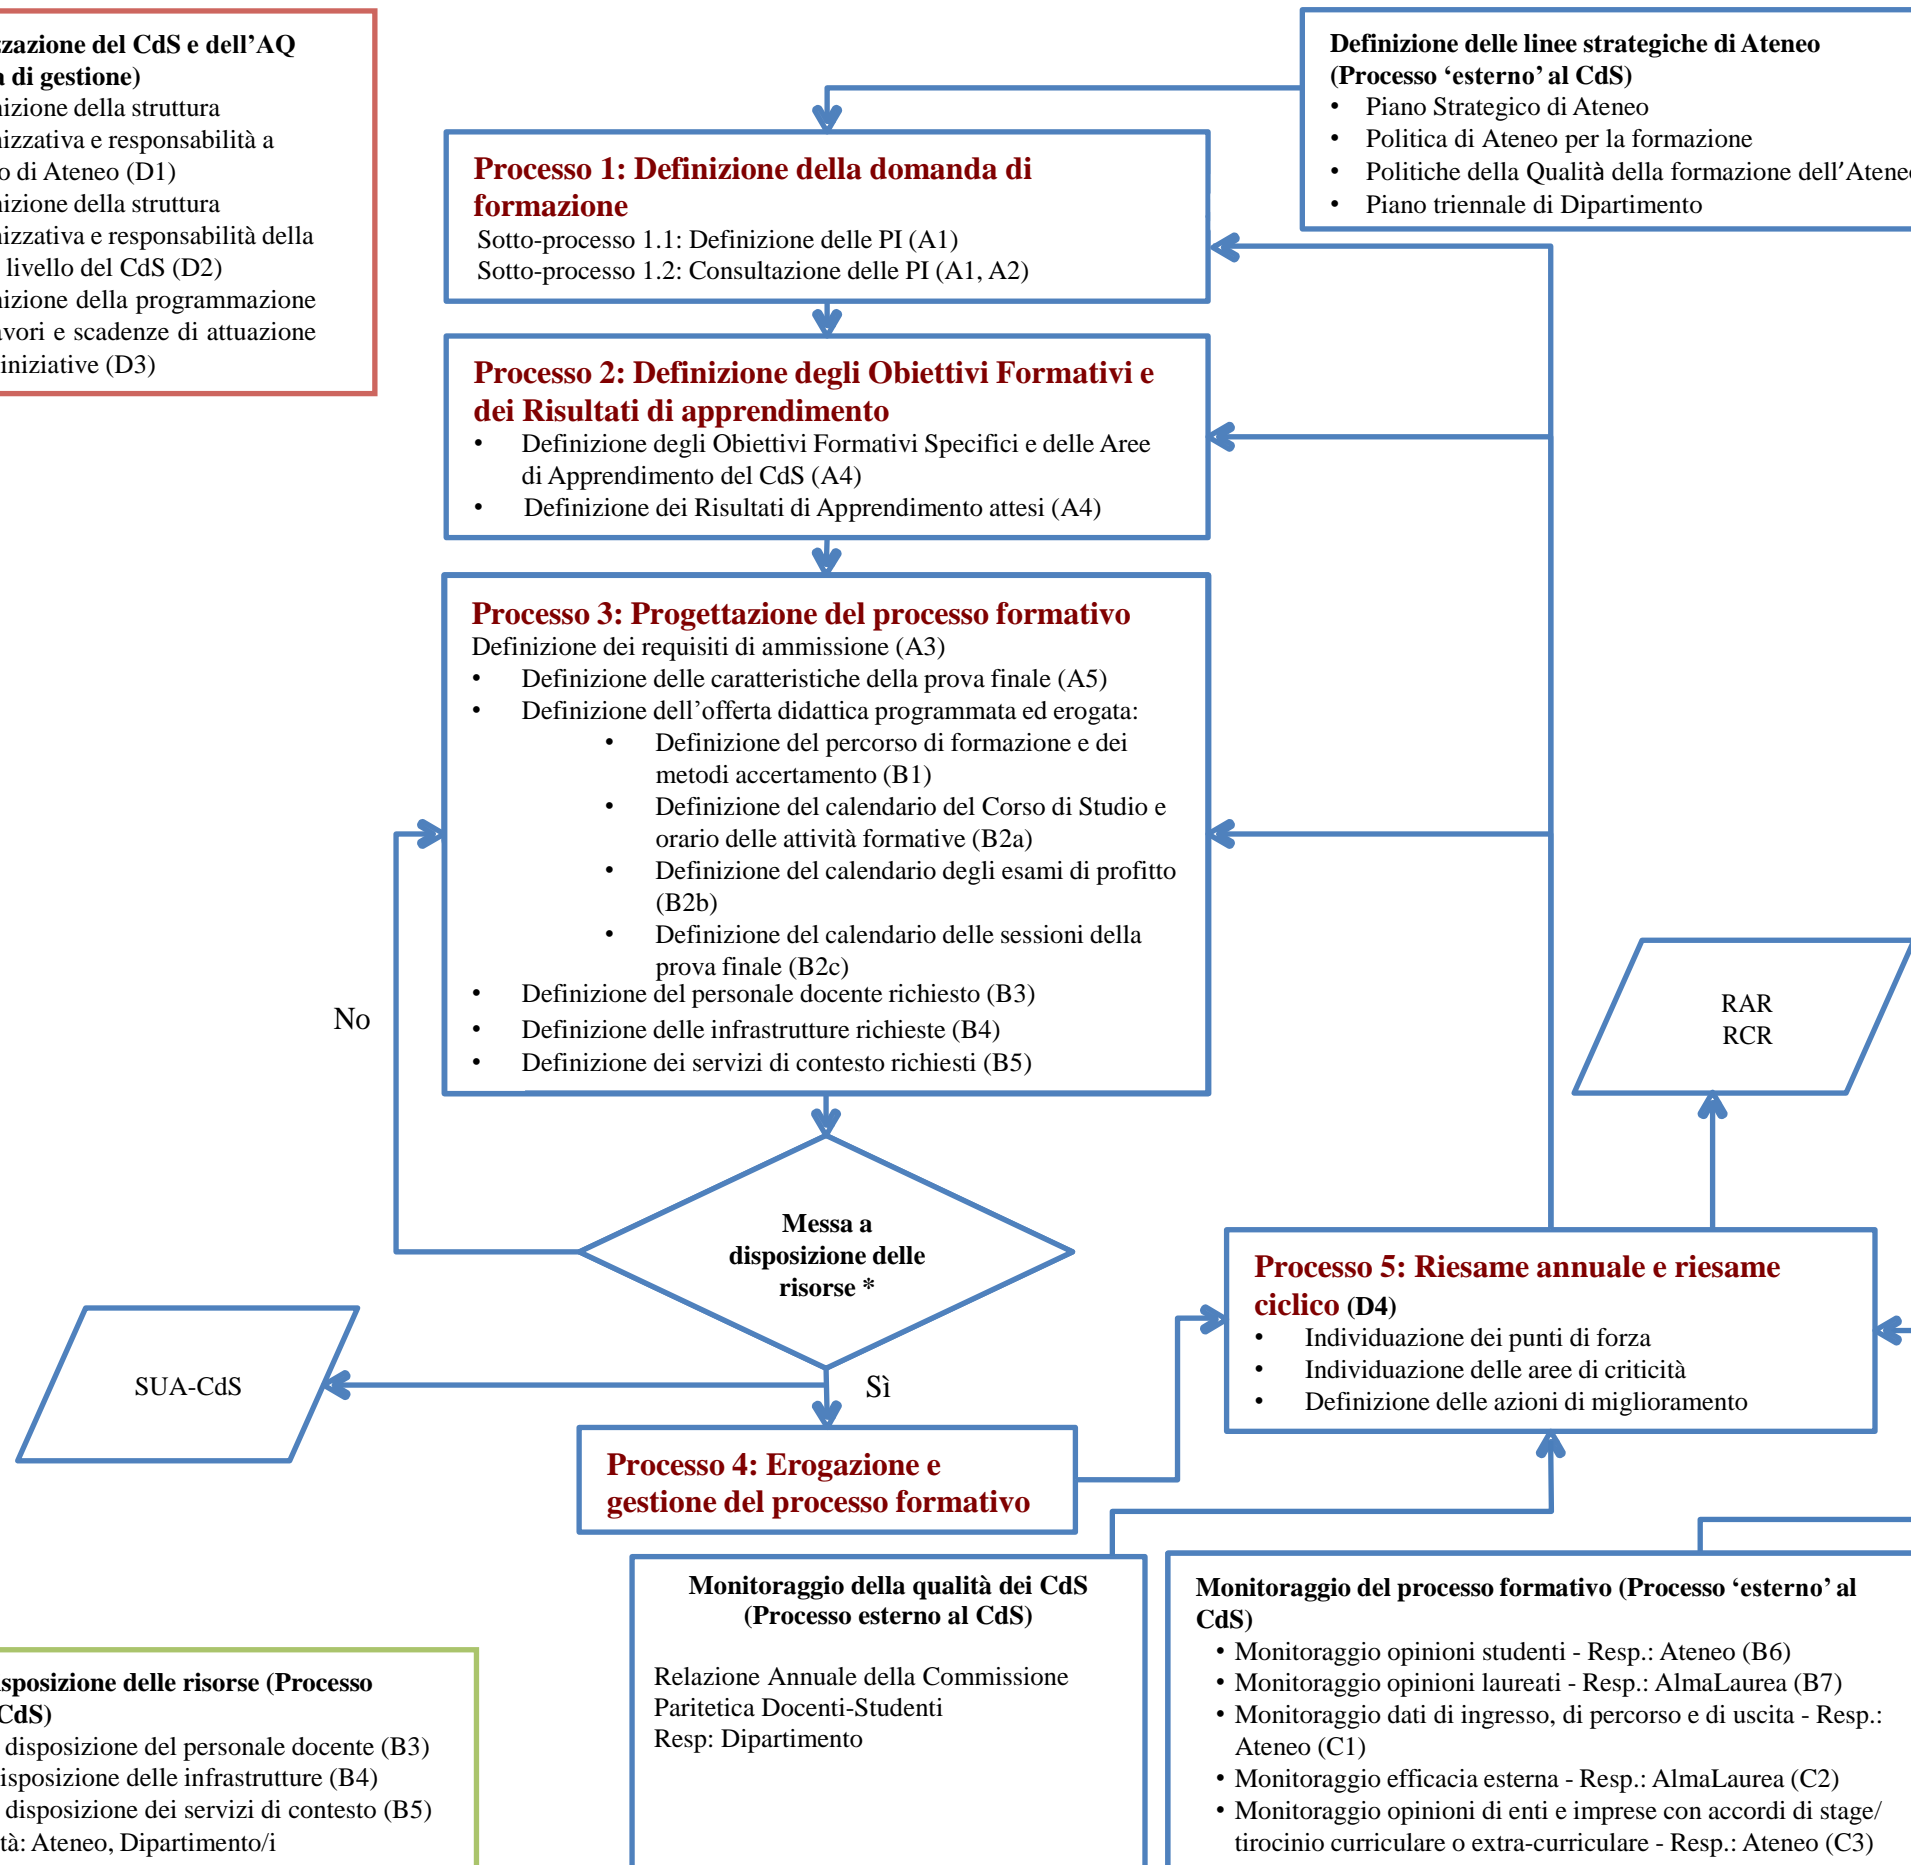 zazione del CdS e dell’AQ
di gestione)
nizione della struttura
nizzativa e responsabilità a
o di Ateneo (D1)
nizione della struttura
nizzativa e responsabilità della
livello del CdS (D2)
nizione della programmazione
avori e scadenze di attuazione
iniziative (D3)
Definizione delle linee strategiche di Ateneo
(Processo ‘esterno’ al CdS)
• Piano Strategico di Ateneo
• Politica di Ateneo per la formazione
• Politiche della Qualità della formazione dell’Ateneo
• Piano triennale di Dipartimento
Processo 1: Definizione della domanda di
formazione
Sotto-processo 1.1: Definizione delle PI (A1)
Sotto-processo 1.2: Consultazione delle PI (A1, A2)
Processo 2: Definizione degli Obiettivi Formativi e
dei Risultati di apprendimento
• Definizione degli Obiettivi Formativi Specifici e delle Aree
di Apprendimento del CdS (A4)
• Definizione dei Risultati di Apprendimento attesi (A4)
Processo 3: Progettazione del processo formativo
Definizione dei requisiti di ammissione (A3)
• Definizione delle caratteristiche della prova finale (A5)
• Definizione dell’offerta didattica programmata ed erogata:
• Definizione del percorso di formazione e dei
metodi accertamento (B1)
• Definizione del calendario del Corso di Studio e
orario delle attività formative (B2a)
• Definizione del calendario degli esami di profitto
(B2b)
• Definizione del calendario delle sessioni della
prova finale (B2c)
• Definizione del personale docente richiesto (B3)
• Definizione delle infrastrutture richieste (B4)
• Definizione dei servizi di contesto richiesti (B5)
No
RAR
RCR
Messa a
disposizione delle
risorse *
Processo 5: Riesame annuale e riesame
ciclico (D4)
• Individuazione dei punti di forza
• Individuazione delle aree di criticità
• Definizione delle azioni di miglioramento
SUA-CdS
Sì
Processo 4: Erogazione e
gestione del processo formativo
Monitoraggio della qualità dei CdS
(Processo esterno al CdS)
Relazione Annuale della Commissione
Paritetica Docenti-Studenti
Resp: Dipartimento
Monitoraggio del processo formativo (Processo ‘esterno’ al
CdS)
• Monitoraggio opinioni studenti - Resp.: Ateneo (B6)
• Monitoraggio opinioni laureati - Resp.: AlmaLaurea (B7)
• Monitoraggio dati di ingresso, di percorso e di uscita - Resp.:
Ateneo (C1)
• Monitoraggio efficacia esterna - Resp.: AlmaLaurea (C2)
• Monitoraggio opinioni di enti e imprese con accordi di stage/
tirocinio curriculare o extra-curriculare - Resp.: Ateneo (C3)
sposizione delle risorse (Processo
CdS)
disposizione del personale docente (B3)
isposizione delle infrastrutture (B4)
disposizione dei servizi di contesto (B5)
tà: Ateneo, Dipartimento/i